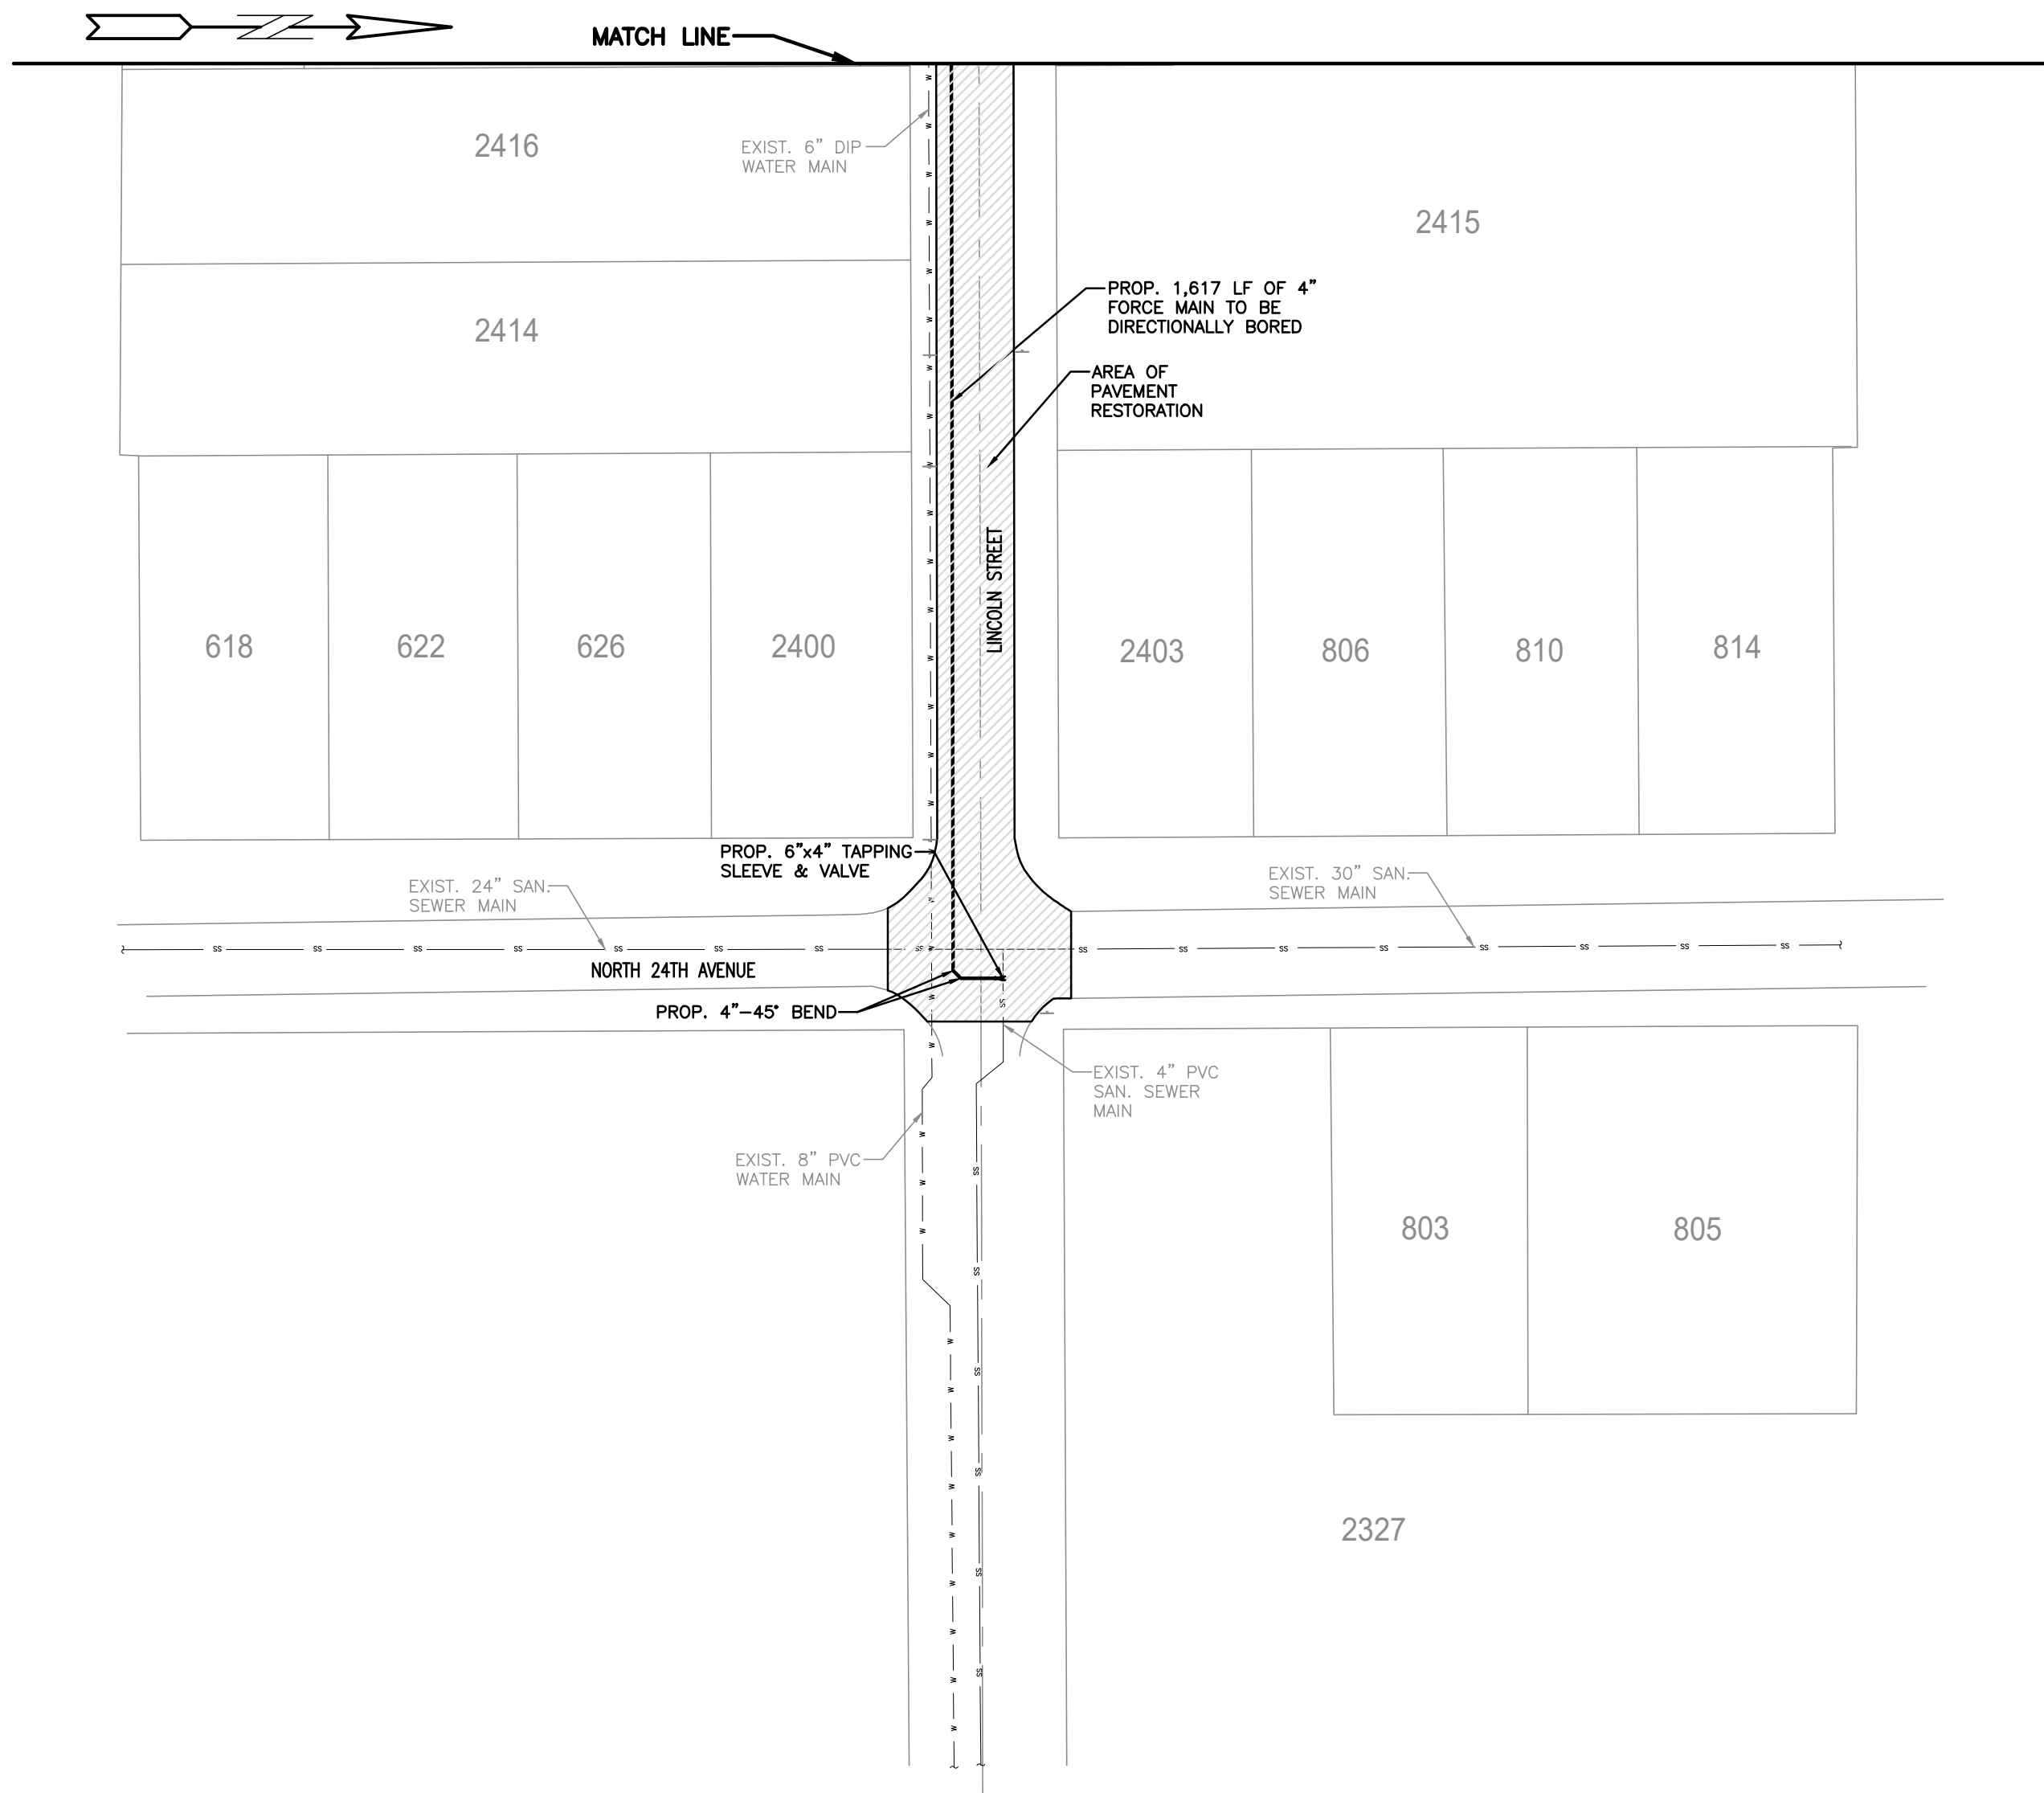 MATCH LINE
2416
EXIST. 6" DIP
WATER MAIN
2415
PROP. 1,617 LF OF 4"
FORCE MAIN TO BE
DIRECTIONALLY BORED
2414
AREA OF
PAVEMENT
RESTORATION
LINCOLN STREET
618
622
626
2400
2403
806
810
814
PROP. 6"x4" TAPPING
SLEEVE & VALVE
EXIST. 24" SAN.
SEWER MAIN
EXIST. 30" SAN.
SEWER MAIN
NORTH 24TH AVENUE
PROP. 4"-45° BEND
EXIST. 4" PVC
SAN. SEWER
MAIN
EXIST. 8" PVC
WATER MAIN
803
805
2327